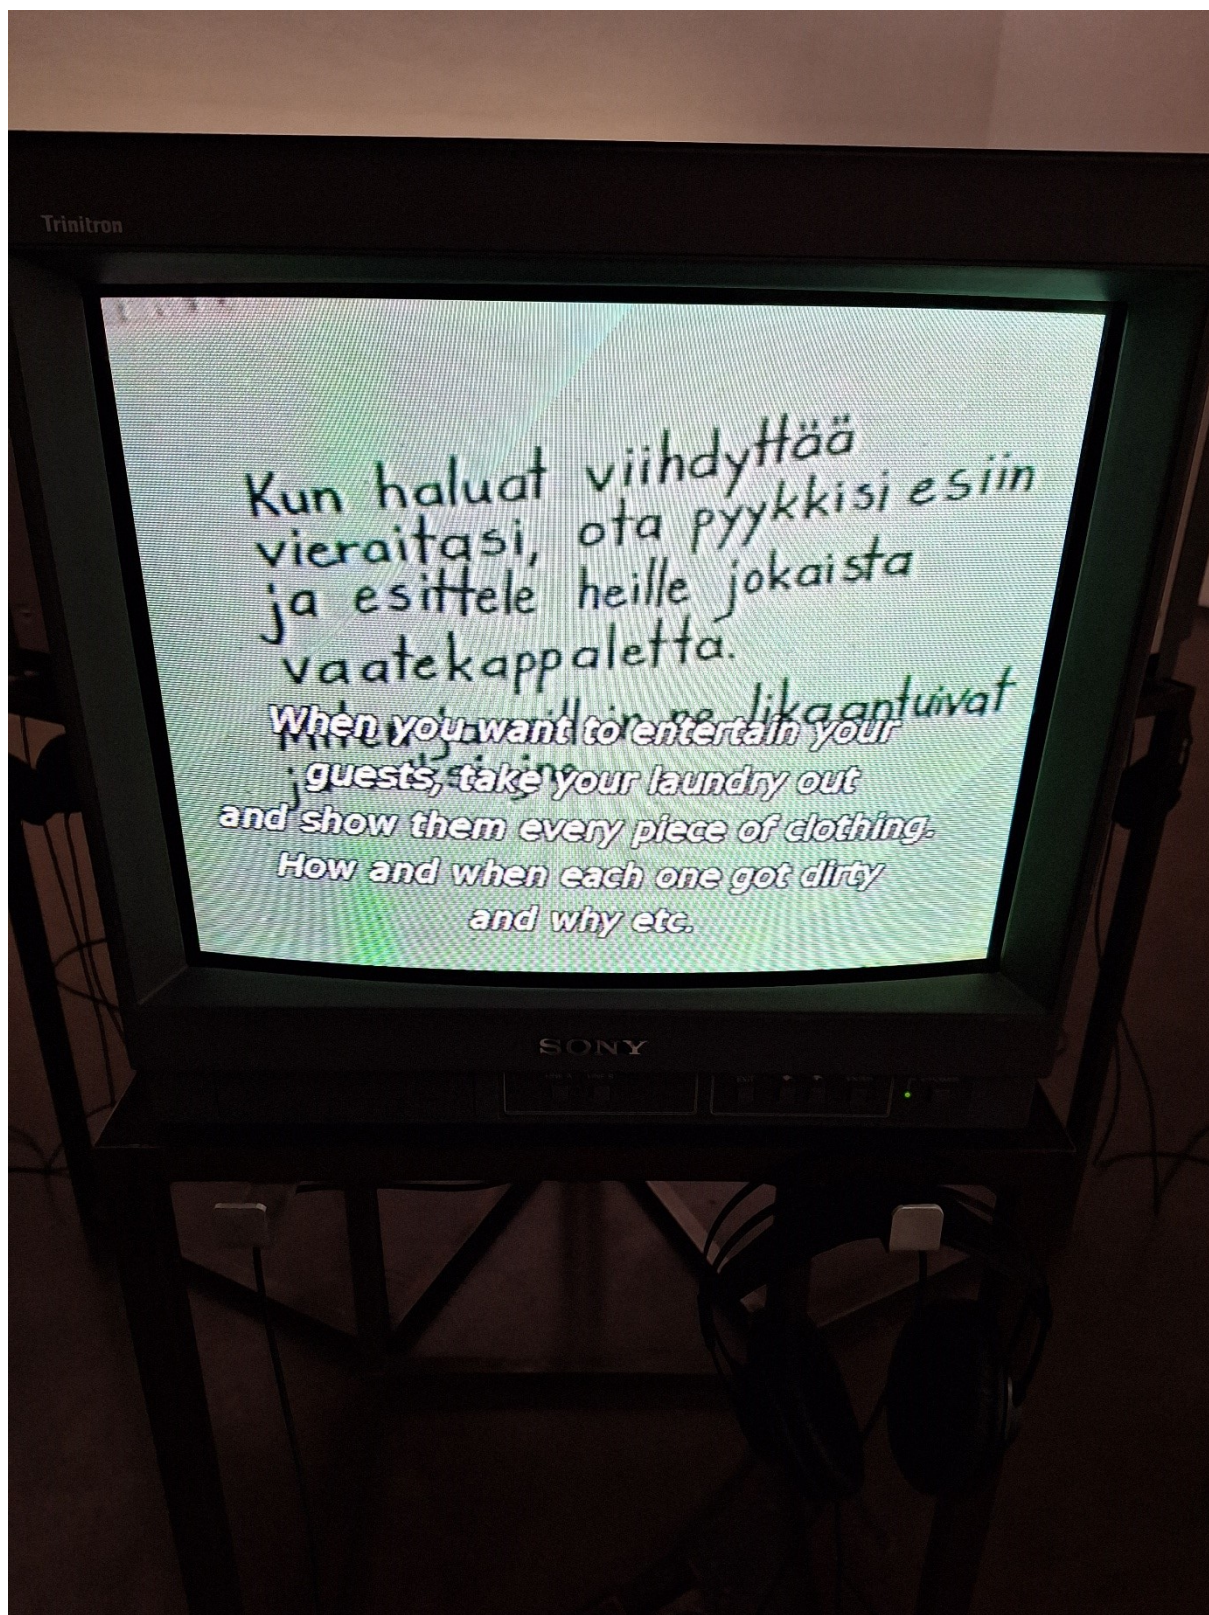 Trinitron
Kun haluat viihdyttää
vieraitasi, ota pyykkisi esiin
ja esittele heille jokaista
vaatekappaletta.
likaantuivat
When you want to entertain your
guests, take your laundry out
and show them every piece of clothing.
How and when each one got dirty
and why etc.
SONY